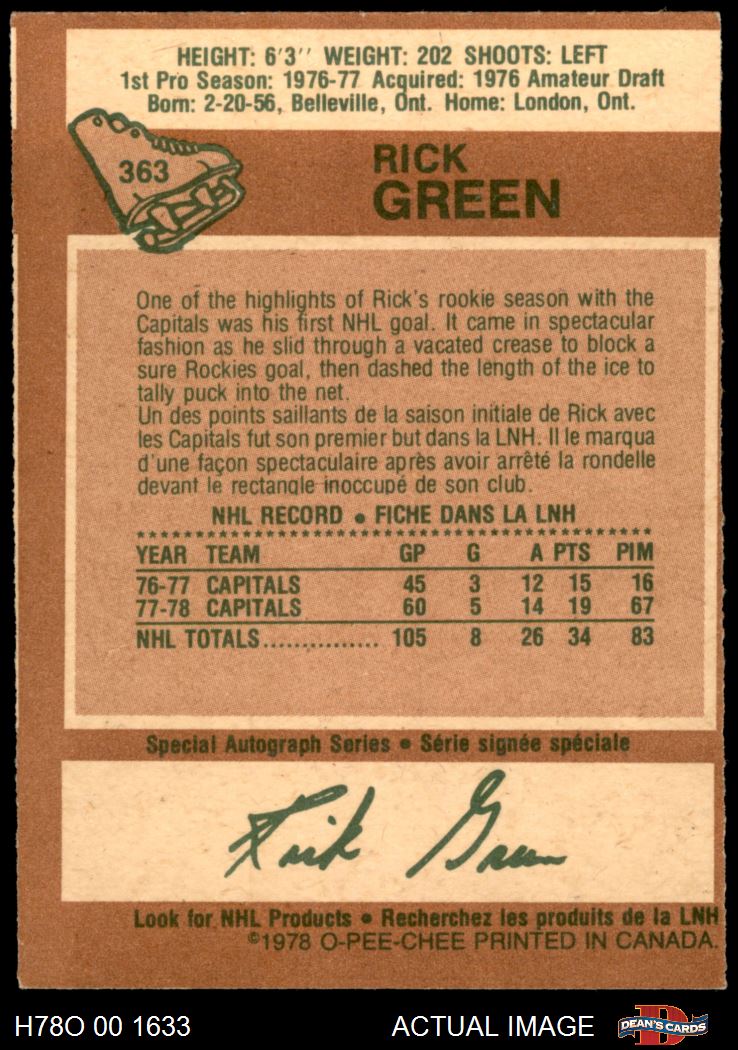 HEIGHT: 6'3'' WEIGHT: 202 SHOOTS: LEFT
1st Pro Season: 1976-77 Acquired: 1976 Amateur Draft
Born: 2-20-56, Belleville, Ont. Home: London, Ont.
363
RICK
GREEN
One of the highlights of Rick's rookie season with the
Capitals was his first NHL goal. It came in spectacular
fashion as he slid through a vacated crease to block a
sure Rockies goal, then dashed the length of the ice to
tally puck into the net.
Un des points saillants de la saison initiale de Rick avec
les Capitals fut son premier but dans la LNH. Il le marqua
d'une façon spectaculaire après avoir arrêté la rondelle
devant le rectangle inoccupé de son club.
NHL RECORD • FICHE DANS LA LNH
YEAR TEAM GP G A PTS PIM
76-77 CAPITALS 45 3 12 15 16
77-78 CAPITALS 60 5 14 19 67
NHL TOTALS............... 105 8 26 34 83
Special Autograph Series • Série signée spéciale
Rick Green
Look for NHL Products • Recherchez les produits de la LNH
©1978 O-PEE-CHEE PRINTED IN CANADA.
H78O 00 1633 ACTUAL IMAGE D DEAN'S CARDS